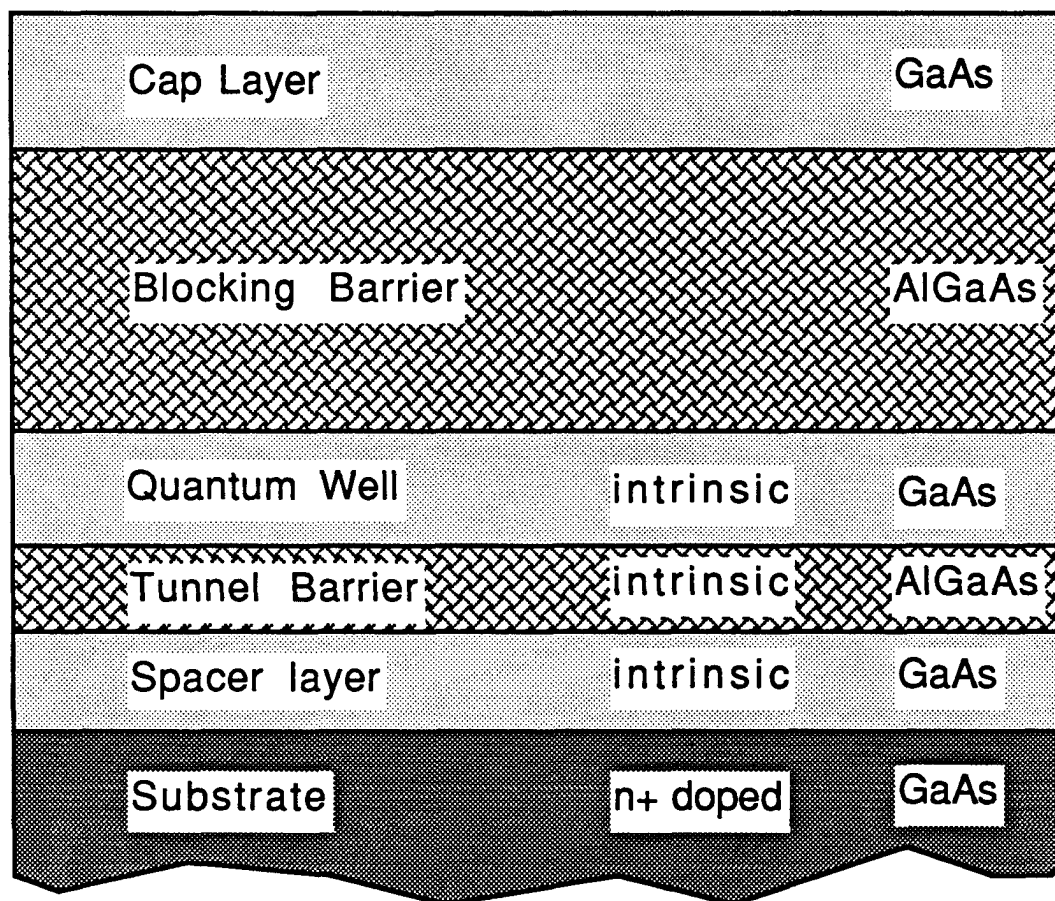 Cap Layer GaAs
Blocking Barrier AlGaAs
Quantum Well intrinsic GaAs
Tunnel Barrier intrinsic AlGaAs
Spacer layer intrinsic GaAs
Substrate n+ doped GaAs